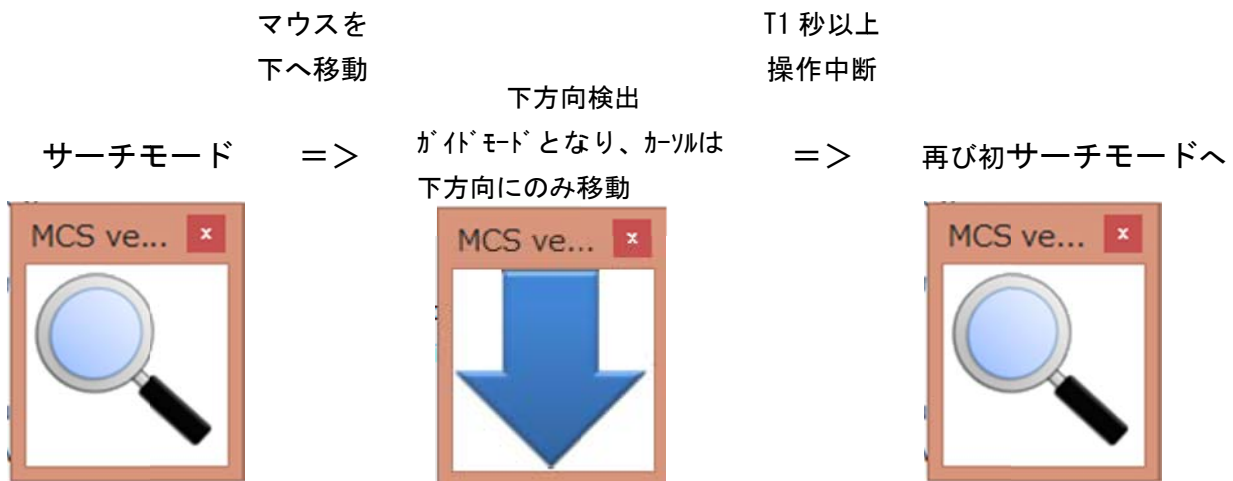 マウスを
下へ移動
T1 秒以上
操作中断
下方向検出
サーチモード
=>
ｶﾞｲﾄﾞﾓｰﾄﾞとなり、ｶｰｿﾙは
下方向にのみ移動
=>
再び初サーチモードへ
MCS ve... x
MCS ve... x
MCS ve... x